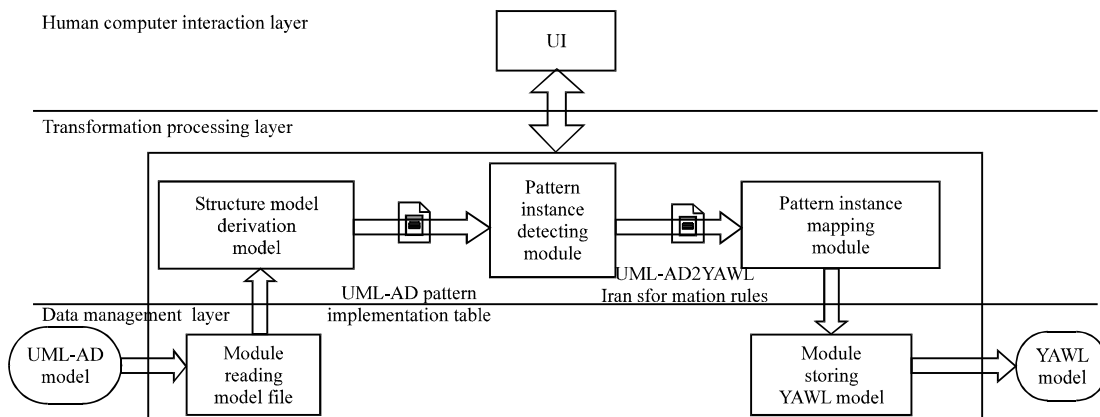 Human computer interaction layer
UI
Transformation processing layer
Structure model
derivation
model
Pattern
instance
detecting
module
Pattern instance
mapping
module
UML-AD pattern
implementation table
UML-AD2YAWL
Iran sfor mation rules
Data management layer
UML-AD
model
Module
reading
model file
Module
storing
YAWL model
YAWL
model